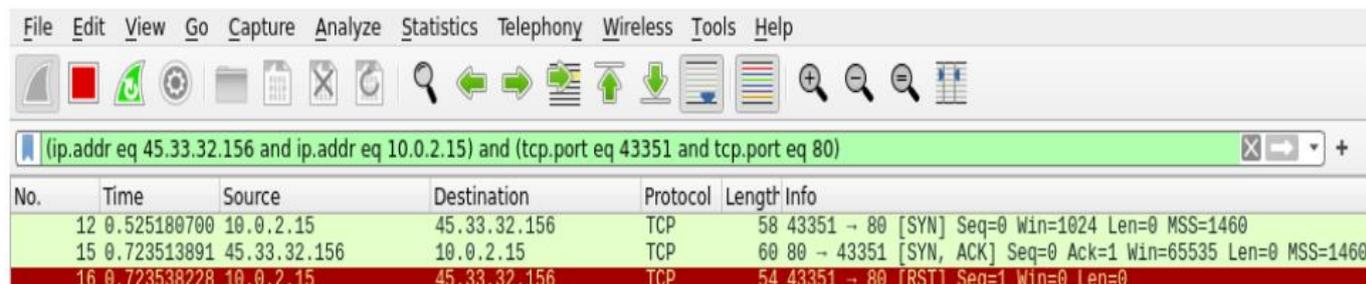 File Edit View Go Capture Analyze Statistics Telephony Wireless Tools Help
(ip.addr eq 45.33.32.156 and ip.addr eq 10.0.2.15) and (tcp.port eq 43351 and tcp.port eq 80)
No. Time Source Destination Protocol Length Info
12 0.525180700 10.0.2.15 45.33.32.156 TCP 58 43351 → 80 [SYN] Seq=0 Win=1024 Len=0 MSS=1460
15 0.723513891 45.33.32.156 10.0.2.15 TCP 60 80 → 43351 [SYN, ACK] Seq=0 Ack=1 Win=65535 Len=0 MSS=1460
16 0.723538228 10.0.2.15 45.33.32.156 TCP 54 43351 → 80 [RST] Seq=1 Win=0 Len=0